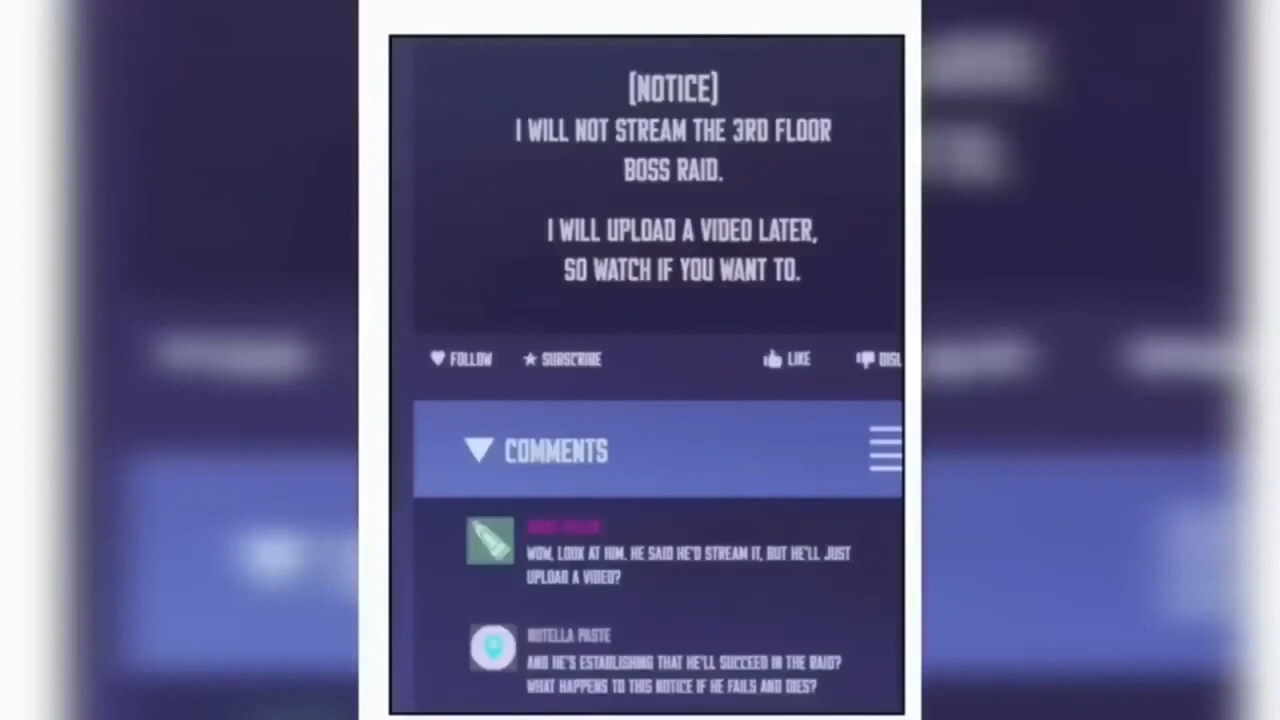 [NOTICE]
I WILL NOT STREAM THE 3RD FLOOR
BOSS RAID.
I WILL UPLOAD A VIDEO LATER,
SO WATCH IF YOU WANT TO.
FOLLOW SUBSCRIBE LIKE DISL
COMMENTS
WOW, LOOK AT HIM. HE SAID HE'D STREAM IT, BUT HE'LL JUST
UPLOAD A VIDEO?
NUTELLA PASTE
AND HE'S ESTABLISHING THAT HE'LL SUCCEED IN THE RAID?
WHAT HAPPENS TO THIS NOTICE IF HE FAILS AND DIES?